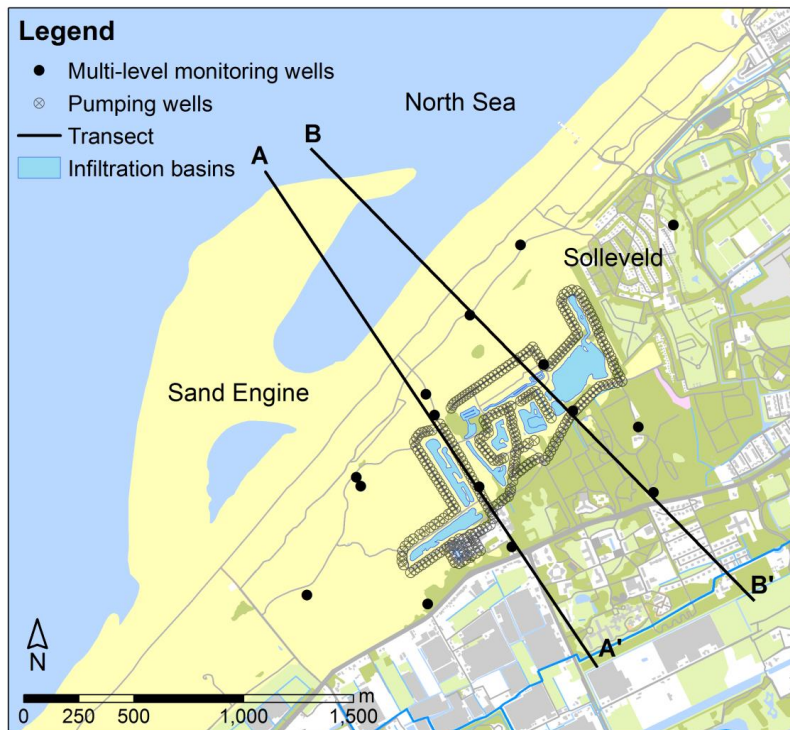 Legend
Multi-level monitoring wells
Pumping wells
Transect
Infiltration basins
North Sea
A
B
Solleveld
Sand Engine
B'
A'
N
m
0 250 500 1,000 1,500